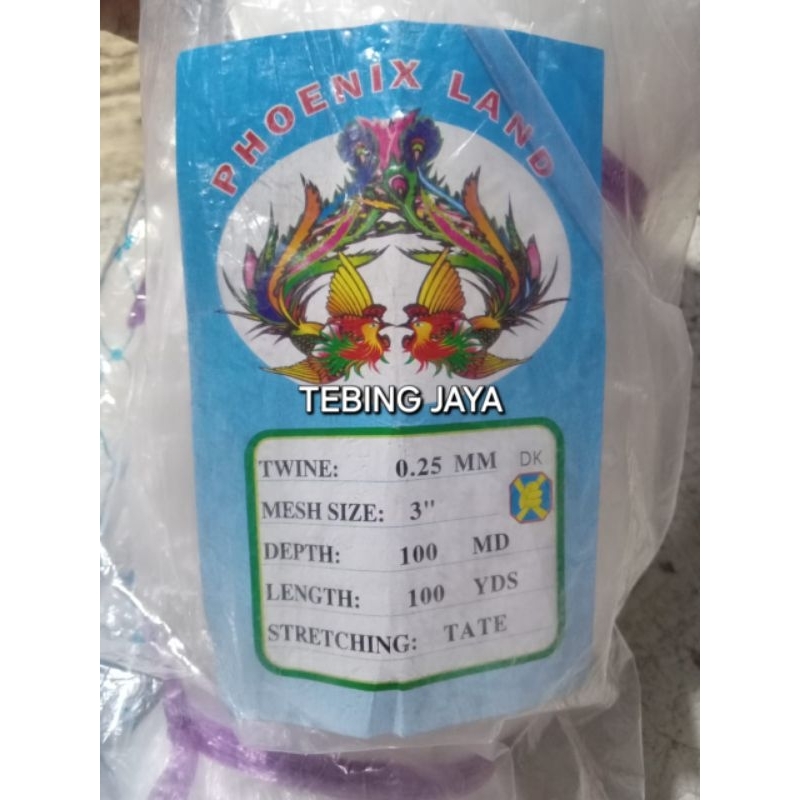 PHOENIX LAND
TEBING JAYA
TWINE: 0.25 MM DK
MESH SIZE: 3"
DEPTH: 100 MD
LENGTH: 100 YDS
STRETCHING: TATE